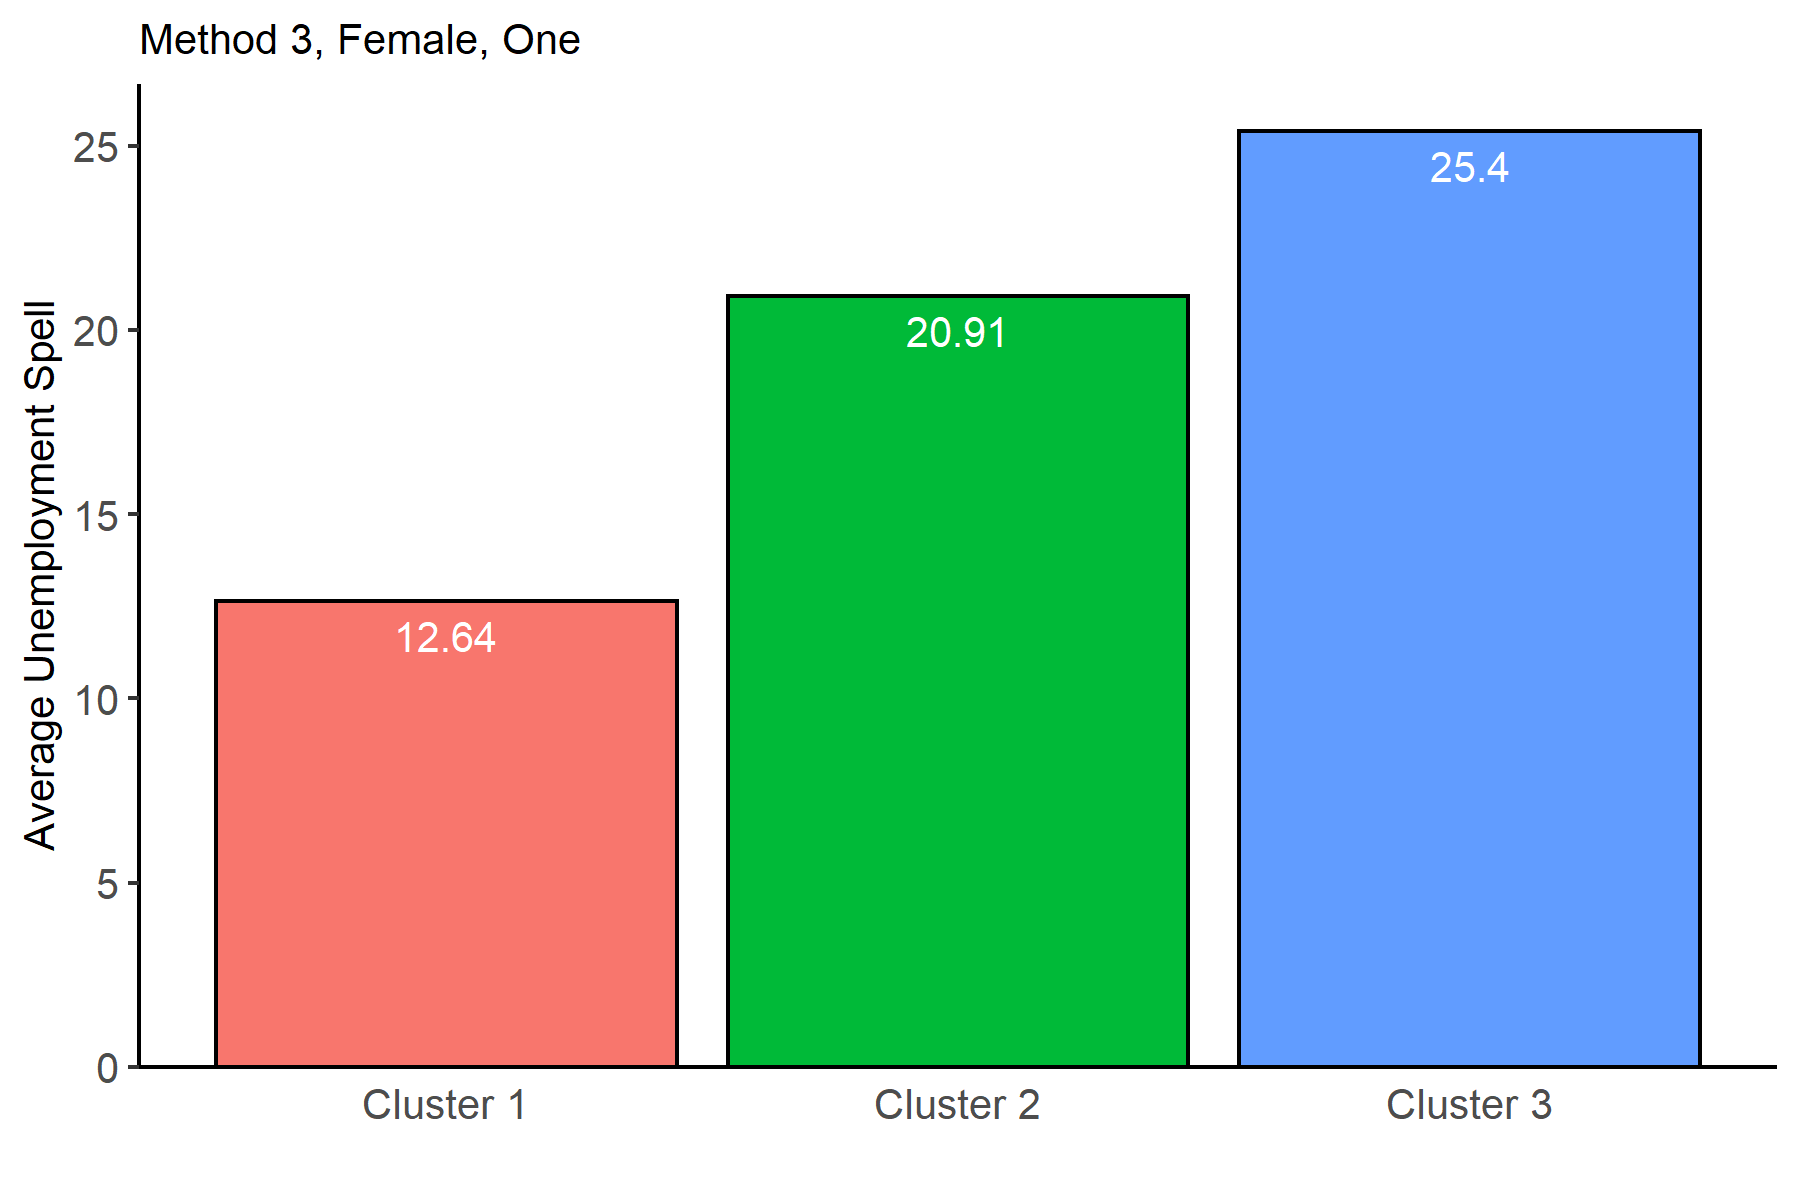 Method 3, Female, One
Average Unemployment Spell
25
20
15
10
5
0
12.64
20.91
25.4
Cluster 1
Cluster 2
Cluster 3